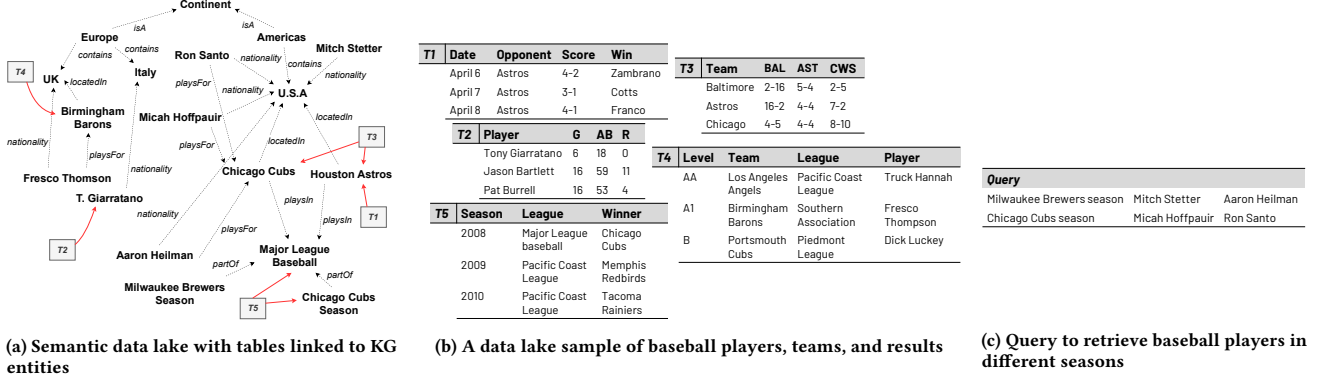 Continent
isA
isA
Europe
Americas
contains
contains
Ron Santo
Mitch Stetter
nationality
contains
nationality
T4
UK
locatedIn
Italy
playsFor
nationality
U.S.A
Birmingham
Barons
Micah Hoffpauir
locatedIn
nationality
playsFor
playsFor
locatedIn
T3
nationality
Fresco Thomson
Chicago Cubs
Houston Astros
T. Giarratano
nationality
playsIn
playsIn
T1
T2
playsFor
Aaron Heilman
Major League
Baseball
partOf
partOf
Milwaukee Brewers
Season
T5
Chicago Cubs
Season
(a) Semantic data lake with tables linked to KG
entities
T1 Date Opponent Score Win
April 6 Astros 4-2 Zambrano
April 7 Astros 3-1 Cotts
April 8 Astros 4-1 Franco
T2 Player G AB R
Tony Giarratano 6 18 0
Jason Bartlett 16 59 11
Pat Burrell 16 53 4
T5 Season League Winner
2008 Major League Chicago
baseball Cubs
2009 Pacific Coast Memphis
League Redbirds
2010 Pacific Coast Tacoma
League Rainiers
T3 Team BAL AST CWS
Baltimore 2-16 5-4 2-5
Astros 16-2 4-4 7-2
Chicago 4-5 4-4 8-10
T4 Level Team League Player
AA Los Angeles Pacific Coast Truck Hannah
Angels League
A1 Birmingham Southern Fresco
Barons Association Thompson
B Portsmouth Piedmont Dick Luckey
Cubs League
(b) A data lake sample of baseball players, teams, and results
Query
Milwaukee Brewers season Mitch Stetter Aaron Heilman
Chicago Cubs season Micah Hoffpauir Ron Santo
(c) Query to retrieve baseball players in
different seasons